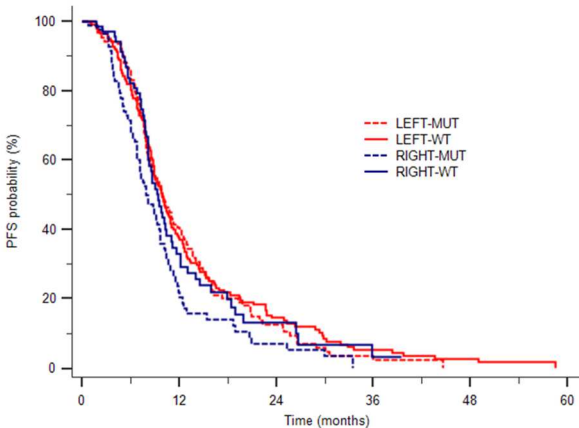 100
80
60
40
20
0
PFS probability (%)
LEFT-MUT
LEFT-WT
RIGHT-MUT
RIGHT-WT
0 12 24 36 48 60
Time (months)